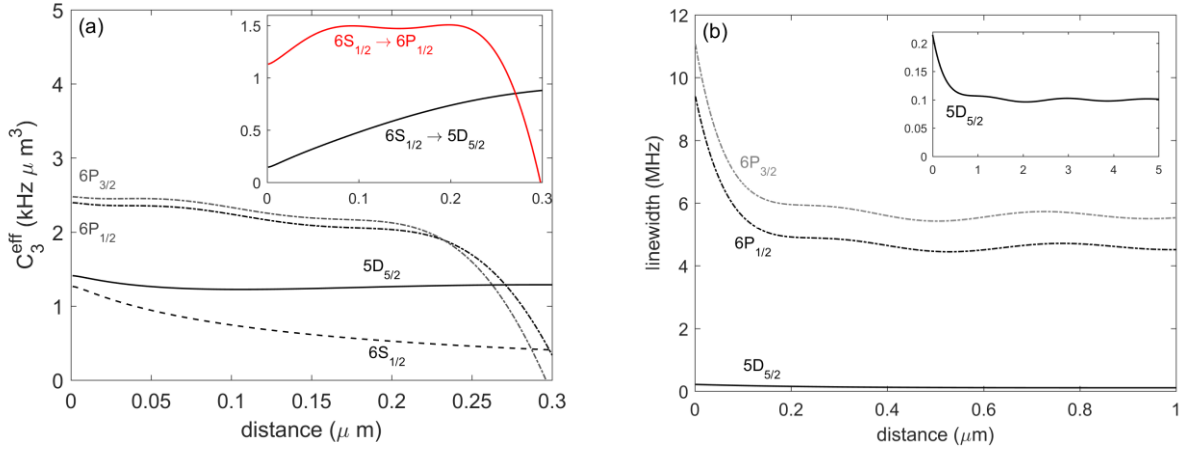 (a)
C₃^eff (kHz μ m³)
5
4
3
2
1
0
0
0.05
0.1
0.15
0.2
0.25
0.3
distance (μ m)
6P₃/₂
6P₁/₂
5D₅/₂
6S₁/₂
1.5
1
0.5
0
0
0.1
0.2
0.3
6S₁/₂ → 6P₁/₂
6S₁/₂ → 5D₅/₂
(b)
linewidth (MHz)
12
10
8
6
4
2
0
0
0.2
0.4
0.6
0.8
1
distance (μm)
6P₃/₂
6P₁/₂
5D₅/₂
0.2
0.15
0.1
0.05
0
0
1
2
3
4
5
5D₅/₂